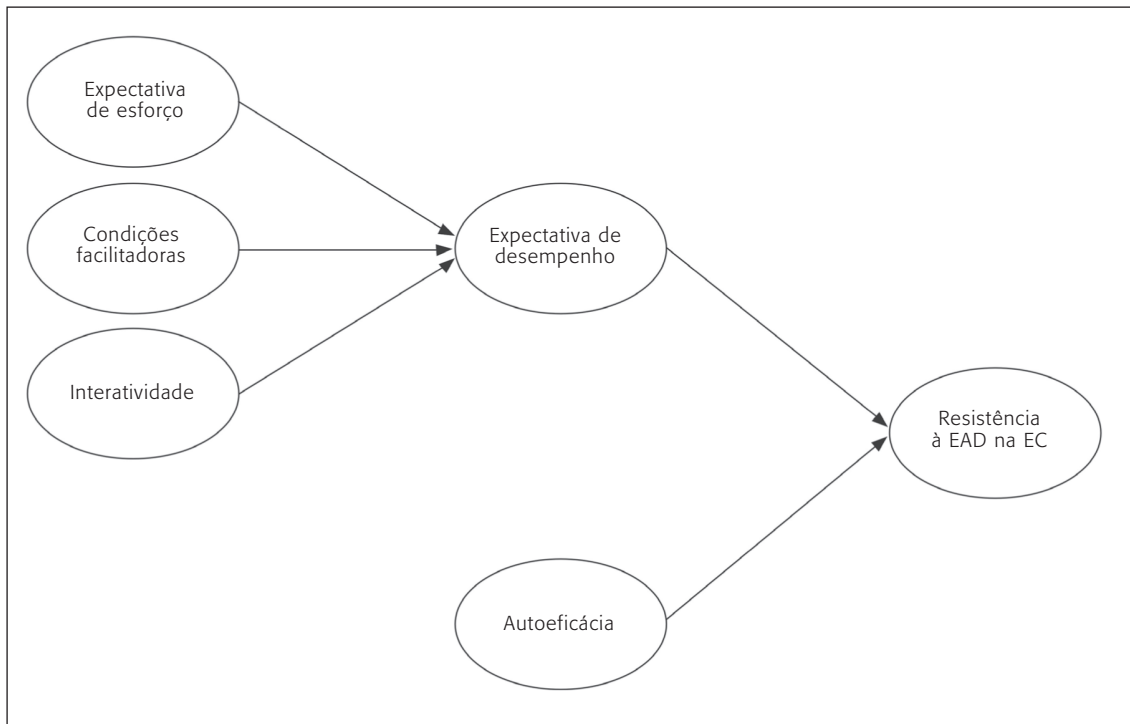 Expectativa
de esforço
Condições
facilitadoras
Interatividade
Expectativa de
desempenho
Resistência
à EAD na EC
Autoeficácia